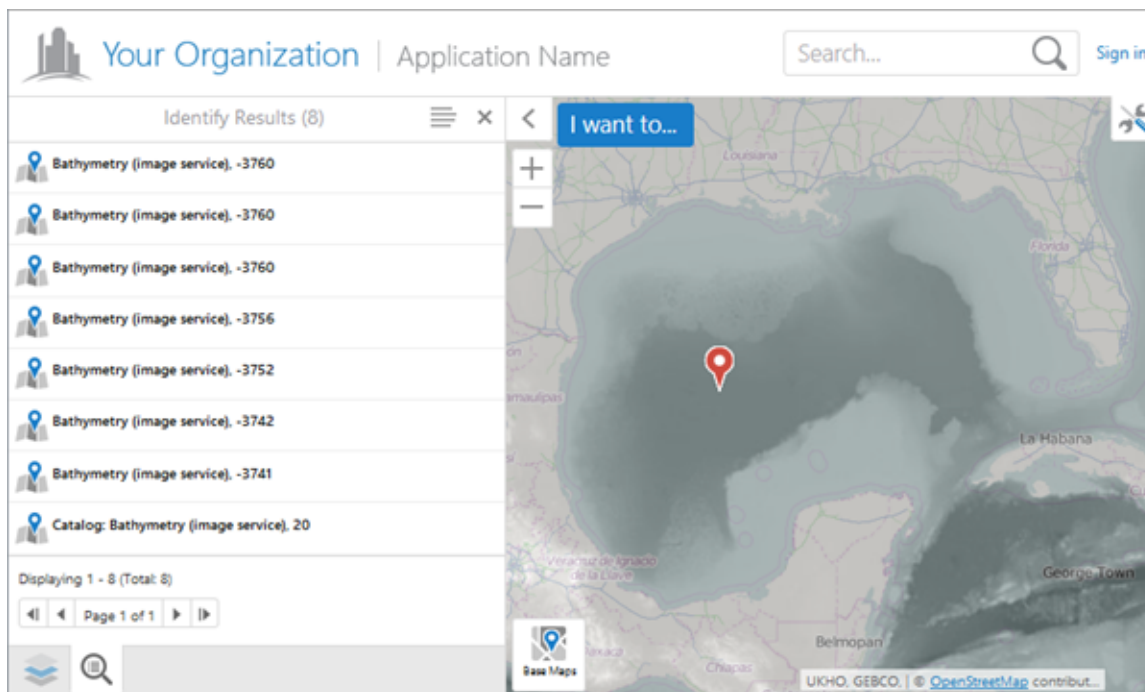 Your Organization | Application Name
Search...
Sign in
Identify Results (8)
I want to...
Bathymetry (image service), -3760
Bathymetry (image service), -3760
Bathymetry (image service), -3760
Bathymetry (image service), -3756
Bathymetry (image service), -3752
Bathymetry (image service), -3742
Bathymetry (image service), -3741
Catalog: Bathymetry (image service), 20
Displaying 1 - 8 (Total: 8)
Page 1 of 1
Louisiana
Florida
La Habana
Veracruz de Ignacio
de la Llave
George Town
Belmopan
Chiapas
Base Maps
UKHO, GEBCO, | © OpenStreetMap contribut...